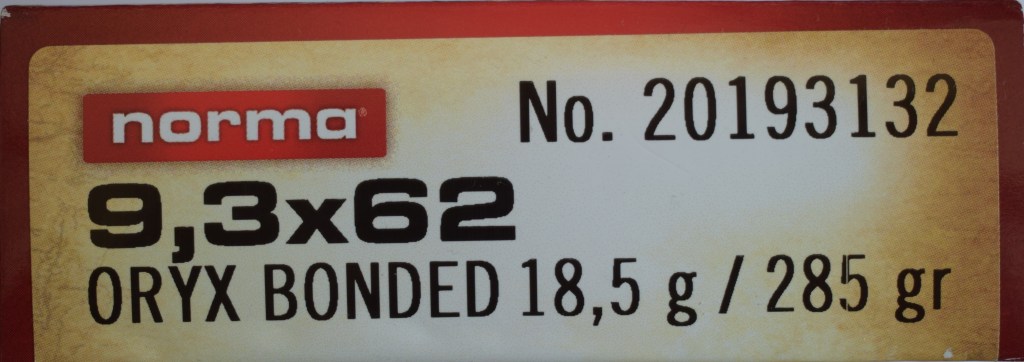 norma® No. 20193132
9,3x62
ORYX BONDED 18,5 g / 285 gr